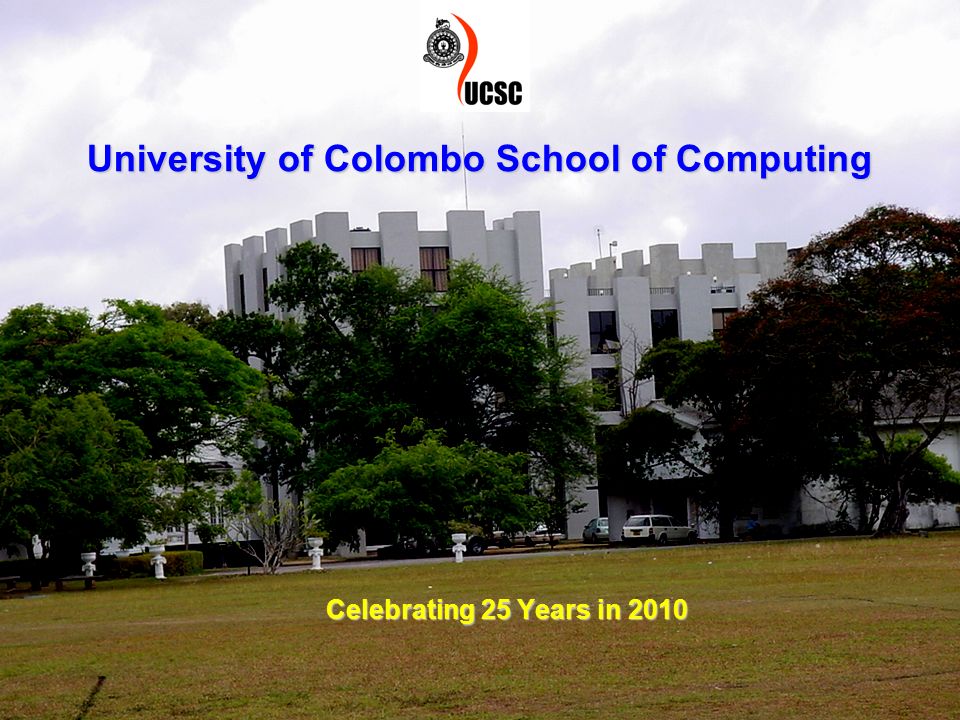 UCSC
University of Colombo School of Computing
Celebrating 25 Years in 2010